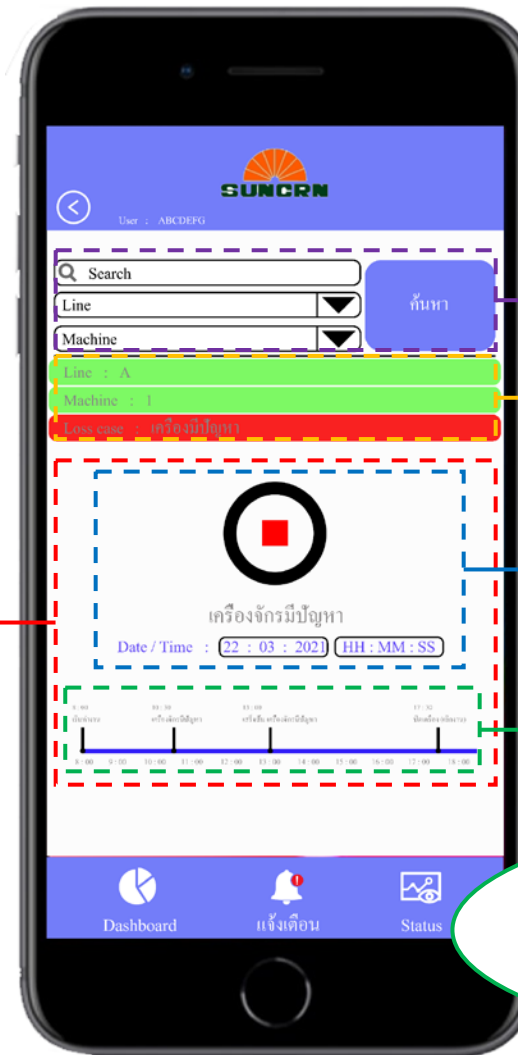 SUNCRN
User : ABCDEFG
Search
Line
ค้นหา
Machine
Line : A
Machine : 1
Loss case : เครื่องมีปัญหา
เครื่องจักรมีปัญหา
Date / Time : 22 : 03 : 2021 HH : MM : SS
8 : 00 9 : 00 10 : 00 11 : 00 12 : 00 13 : 00 14 : 00 15 : 00 16 : 00 17 : 00 18 : 00
Dashboard แจ้งเตือน Status